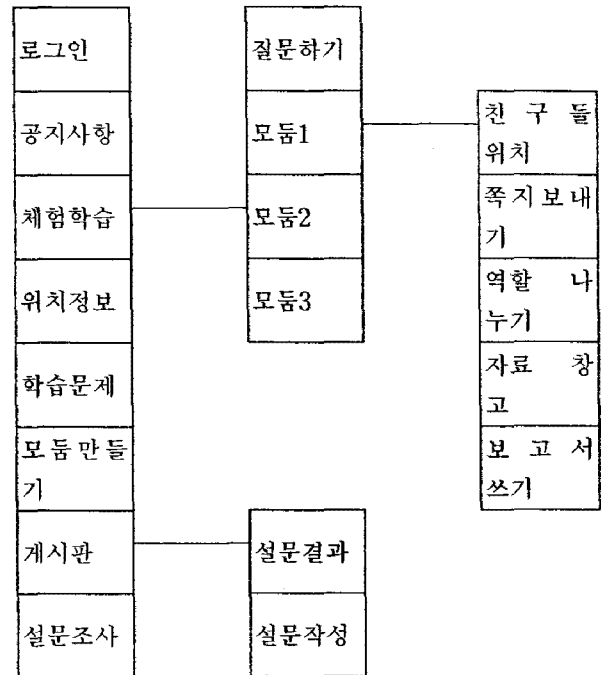 로그인
공지사항
체험학습
위치정보
학습문제
모둠만들
기
게시판
설문조사
질문하기
모둠1
모둠2
모둠3
설문결과
설문작성
친 구 들
위치
쪽지보내
기
역할 나
누기
자료 창
고
보 고 서
쓰기